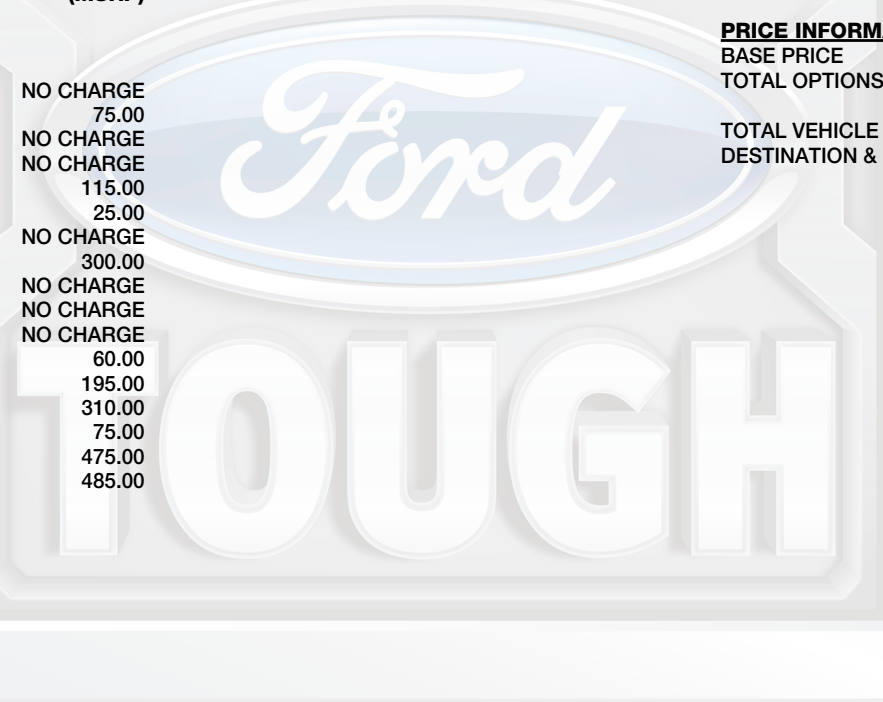 (MSRP)
NO CHARGE
75.00
NO CHARGE
NO CHARGE
115.00
25.00
NO CHARGE
300.00
NO CHARGE
NO CHARGE
NO CHARGE
60.00
195.00
310.00
75.00
475.00
485.00
PRICE INFORMA
BASE PRICE
TOTAL OPTIONS
TOTAL VEHICLE
DESTINATION &
Ford
TOUGH